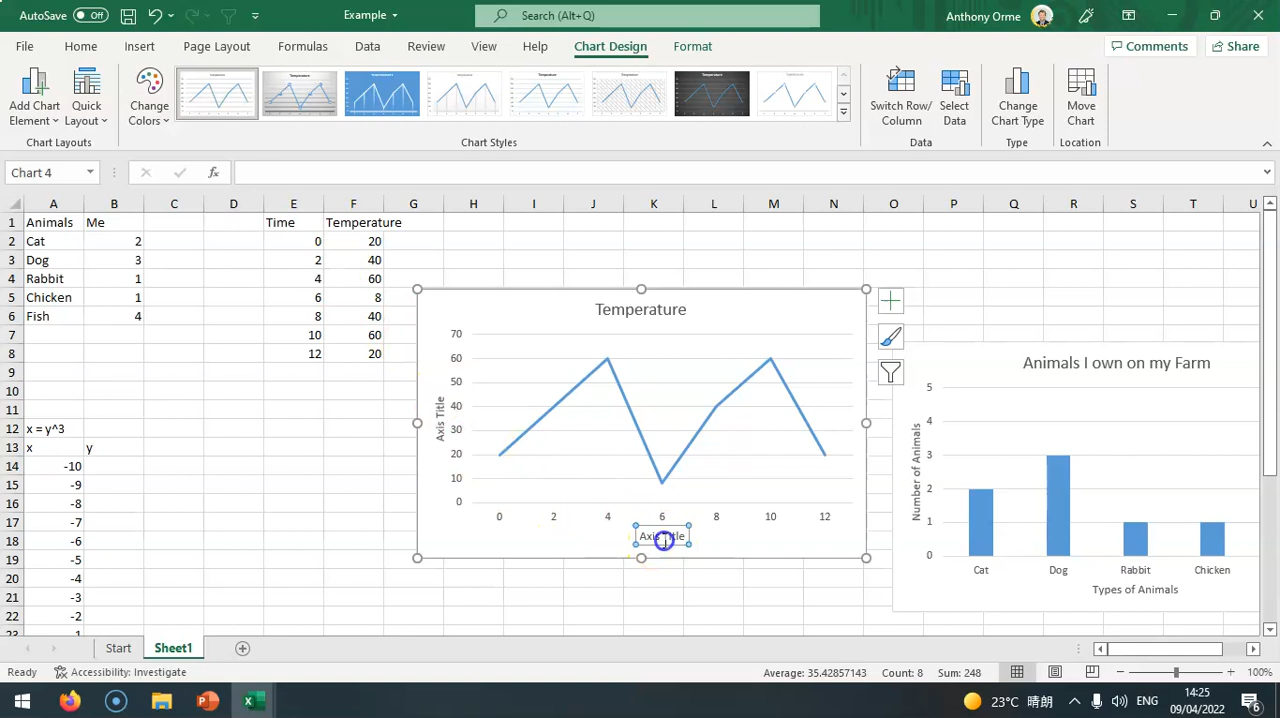 AutoSave Off Example Search (Alt+Q) Anthony Orme
File Home Insert Page Layout Formulas Data Review View Help Chart Design Format Comments Share
Add Chart Element Quick Layout Change Colors Switch Row/ Column Select Data Change Chart Type Move Chart
Chart Layouts Chart Styles Data Type Location
Chart 4 fx
A B C D E F G H I J K L M N O P Q R S T U
1 Animals Me Time Temperature
2 Cat 2 0 20
3 Dog 3 2 40
4 Rabbit 1 4 60
5 Chicken 1 6 8
6 Fish 4 8 40
7 10 60
8 12 20
9
10
11
12 x = y^3
13 x y
14 -10
15 -9
16 -8
17 -7
18 -6
19 -5
20 -4
21 -3
22 -2
Temperature
70
60
50
40
30
20
10
0
0 2 4 6 8 10 12
Axis Title
Axis Title
Animals I own on my Farm
5
4
3
2
1
0
Number of Animals
Cat Dog Rabbit Chicken
Types of Animals
Start Sheet1
Ready Accessibility: Investigate Average: 35.42857143 Count: 8 Sum: 248 100%
23°C 晴朗 ENG 14:25
09/04/2022 6